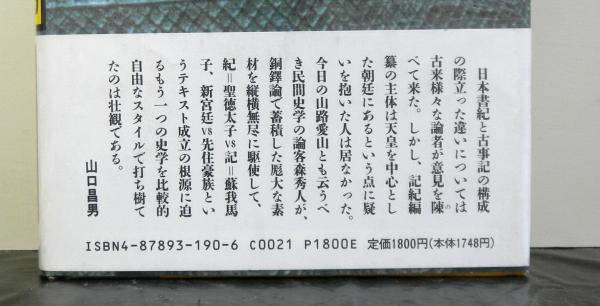 日本書紀と古事記の構成
の際立った違いについては
古来様々な論者が意見を陳の
べて来た。しかし、記紀編
纂の主体は天皇を中心とし
た朝廷にあるという点に疑
いを抱いた人は居なかった。
今日の山路愛山とも云うべ
き民間史学の論客森秀人が、
銅鐸論で蓄積した厖大な素
材を縦横無尽に駆使して、
紀＝聖徳太子vs記＝蘇我馬
子、新宮廷vs先住豪族とい
うテキスト成立の根源に迫
るもう一つの史学を比較的
自由なスタイルで打ち樹て
たのは壮観である。
山口昌男
ISBN4-87893-190-6 C0021 P1800E 定価1800円(本体1748円)